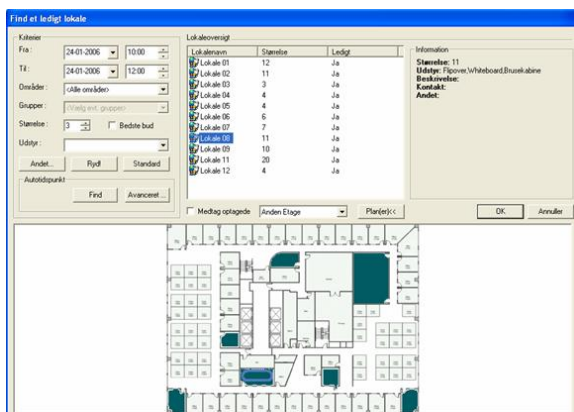 Find et ledigt lokale
Kriterier
Fra :
24-01-2006
10:00
Til :
24-01-2006
12:00
Områder :
<Alle områder>
Grupper :
<Vælg evt. grupper>
Størrelse :
3
Bedste bud
Udstyr :
Andet...
Ryd!
Standard
Autotidspunkt
Find
Avanceret ...
Lokaleoversigt
Lokalenavn Størrelse Ledigt
Lokale 01 12 Ja
Lokale 02 11 Ja
Lokale 03 3 Ja
Lokale 04 4 Ja
Lokale 05 4 Ja
Lokale 06 6 Ja
Lokale 07 7 Ja
Lokale 08 11 Ja
Lokale 09 10 Ja
Lokale 11 20 Ja
Lokale 12 4 Ja
Medtag optagede
Anden Etage
Plan(er)<<
Information
Størrelse: 11
Udstyr: Flipover,Whiteboard,Brusekabine
Beskrivelse:
Kontakt:
Andet:
OK
Annuller